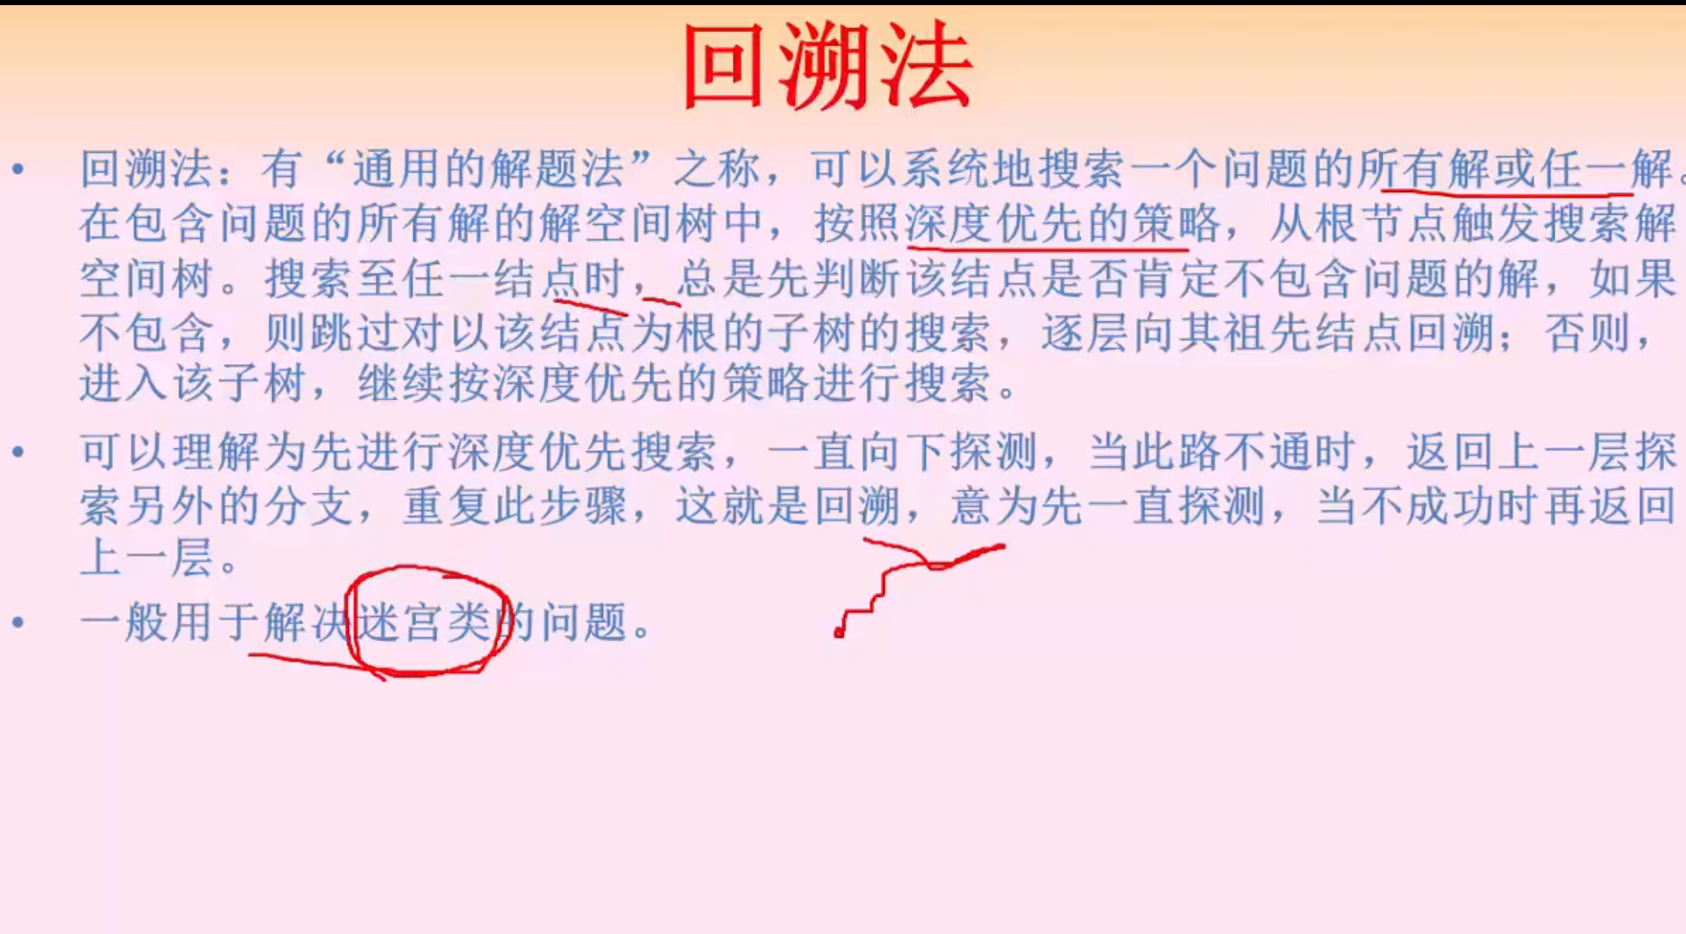 回溯法
• 回溯法：有“通用的解题法”之称，可以系统地搜索一个问题的所有解或任一解。
在包含问题的所有解的解空间树中，按照深度优先的策略，从根节点触发搜索解
空间树。搜索至任一结点时，总是先判断该结点是否肯定不包含问题的解，如果
不包含，则跳过对以该结点为根的子树的搜索，逐层向其祖先结点回溯；否则，
进入该子树，继续按深度优先的策略进行搜索。
• 可以理解为先进行深度优先搜索，一直向下探测，当此路不通时，返回上一层探
索另外的分支，重复此步骤，这就是回溯，意为先一直探测，当不成功时再返回
上一层。
• 一般用于解决迷宫类的问题。